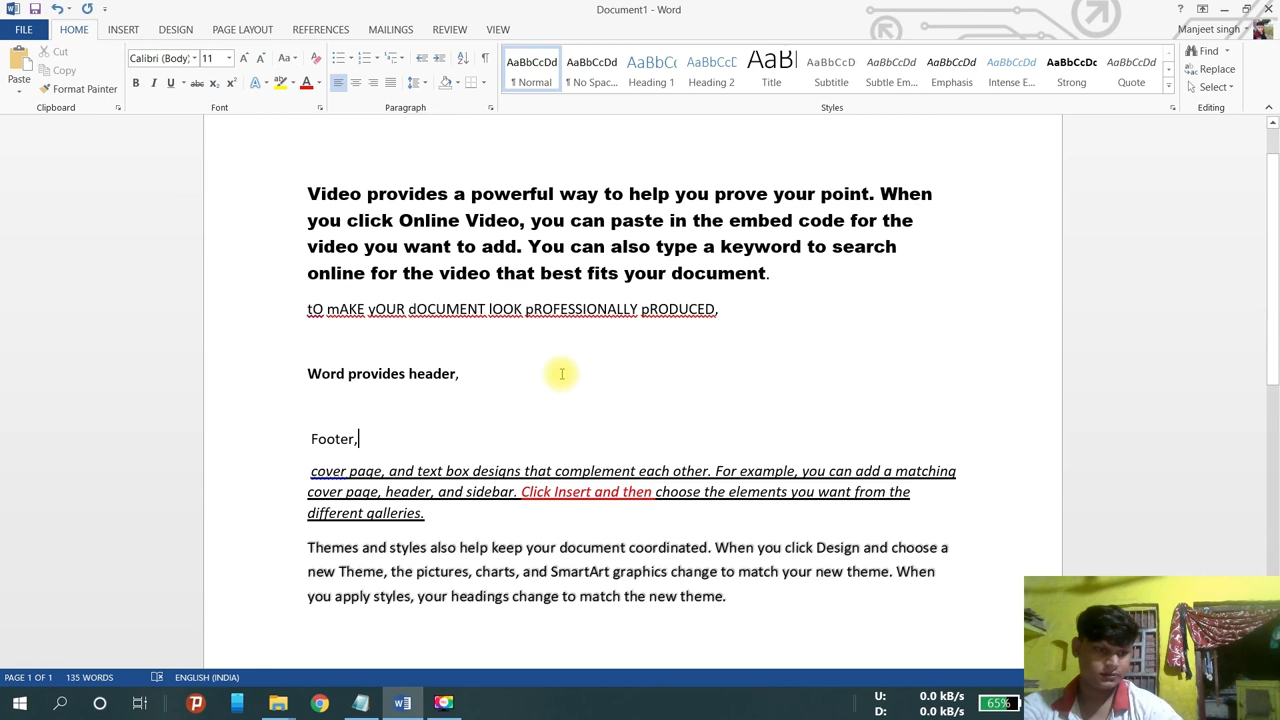 Document1 - Word
FILE HOME INSERT DESIGN PAGE LAYOUT REFERENCES MAILINGS REVIEW VIEW Manjeet singh
Cut
Copy
Format Painter
Paste
Clipboard
Calibri (Body) 11
Font
Paragraph
AaBbCcDd AaBbCcDd AaBbCc AaBbCcD AaB AaBbCcD AaBbCcDd AaBbCcDd AaBbCcDd AaBbCcDc AaBbCcDd
¶ Normal ¶ No Spac... Heading 1 Heading 2 Title Subtitle Subtle Em... Emphasis Intense E... Strong Quote
Styles
Find
Replace
Select
Editing
Video provides a powerful way to help you prove your point. When
you click Online Video, you can paste in the embed code for the
video you want to add. You can also type a keyword to search
online for the video that best fits your document.
tO mAKE yOUR dOCUMENT lOOK pROFESSIONALLY pRODUCED,
Word provides header,
Footer,
cover page, and text box designs that complement each other. For example, you can add a matching
cover page, header, and sidebar. Click Insert and then choose the elements you want from the
different galleries.
Themes and styles also help keep your document coordinated. When you click Design and choose a
new Theme, the pictures, charts, and SmartArt graphics change to match your new theme. When
you apply styles, your headings change to match the new theme.
PAGE 1 OF 1 135 WORDS ENGLISH (INDIA)
U: 0.0 kB/s
D: 0.0 kB/s
65%